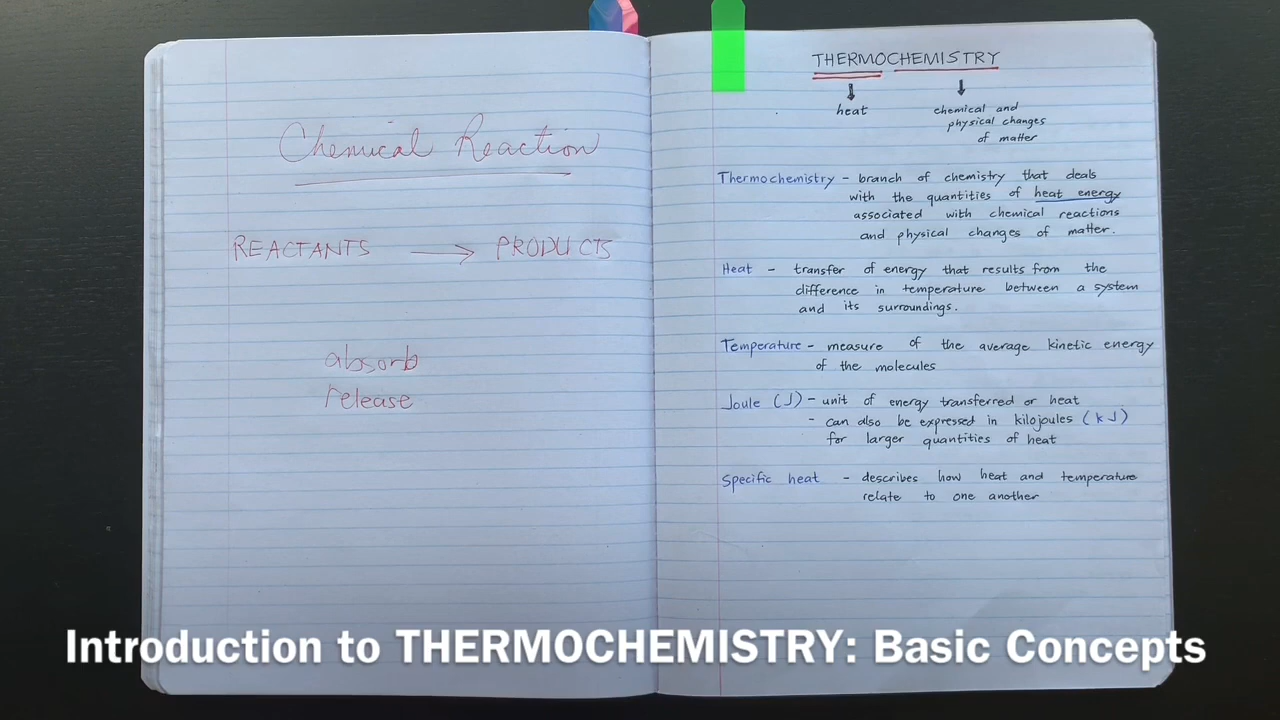 Chemical Reaction
REACTANTS → PRODUCTS
absorb
release
THERMOCHEMISTRY
heat
chemical and
physical changes
of matter
Thermochemistry - branch of chemistry that deals
with the quantities of heat energy
associated with chemical reactions
and physical changes of matter.
Heat - transfer of energy that results from the
difference in temperature between a system
and its surroundings.
Temperature - measure of the average kinetic energy
of the molecules
Joule (J) - unit of energy transferred or heat
- can also be expressed in kilojoules (kJ)
for larger quantities of heat
Specific heat - describes how heat and temperature
relate to one another
Introduction to THERMOCHEMISTRY: Basic Concepts